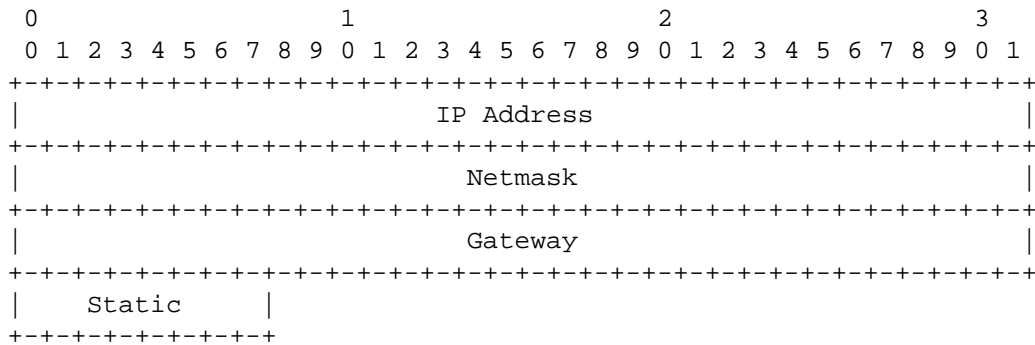 0                   1                   2                   3
 0 1 2 3 4 5 6 7 8 9 0 1 2 3 4 5 6 7 8 9 0 1 2 3 4 5 6 7 8 9 0 1
+-+-+-+-+-+-+-+-+-+-+-+-+-+-+-+-+-+-+-+-+-+-+-+-+-+-+-+-+-+-+-+-+
|                          IP Address                           |
+-+-+-+-+-+-+-+-+-+-+-+-+-+-+-+-+-+-+-+-+-+-+-+-+-+-+-+-+-+-+-+-+
|                            Netmask                            |
+-+-+-+-+-+-+-+-+-+-+-+-+-+-+-+-+-+-+-+-+-+-+-+-+-+-+-+-+-+-+-+-+
|                            Gateway                            |
+-+-+-+-+-+-+-+-+-+-+-+-+-+-+-+-+-+-+-+-+-+-+-+-+-+-+-+-+-+-+-+-+
|    Static     |
+-+-+-+-+-+-+-+-+